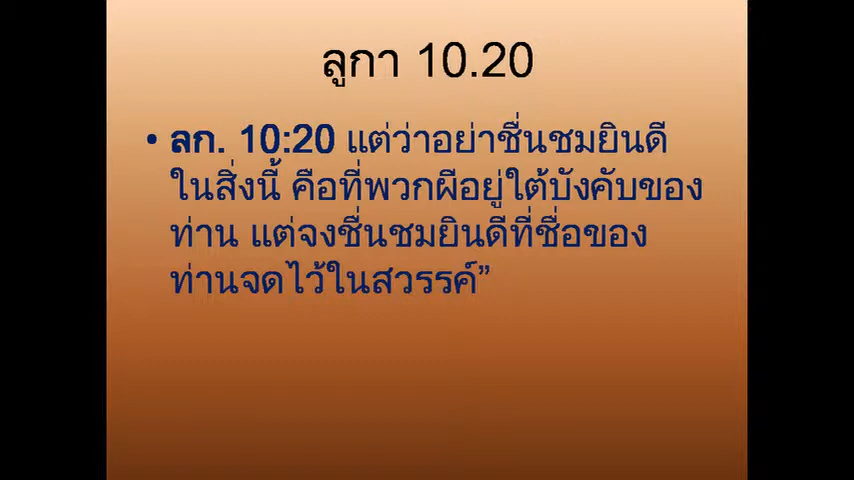 ลูกา 10.20
• ลก. 10:20 แต่ว่าอย่าชื่นชมยินดี
ในสิ่งนี้ คือที่พวกผีอยู่ใต้บังคับของ
ท่าน แต่จงชื่นชมยินดีที่ชื่อของ
ท่านจดไว้ในสวรรค์”